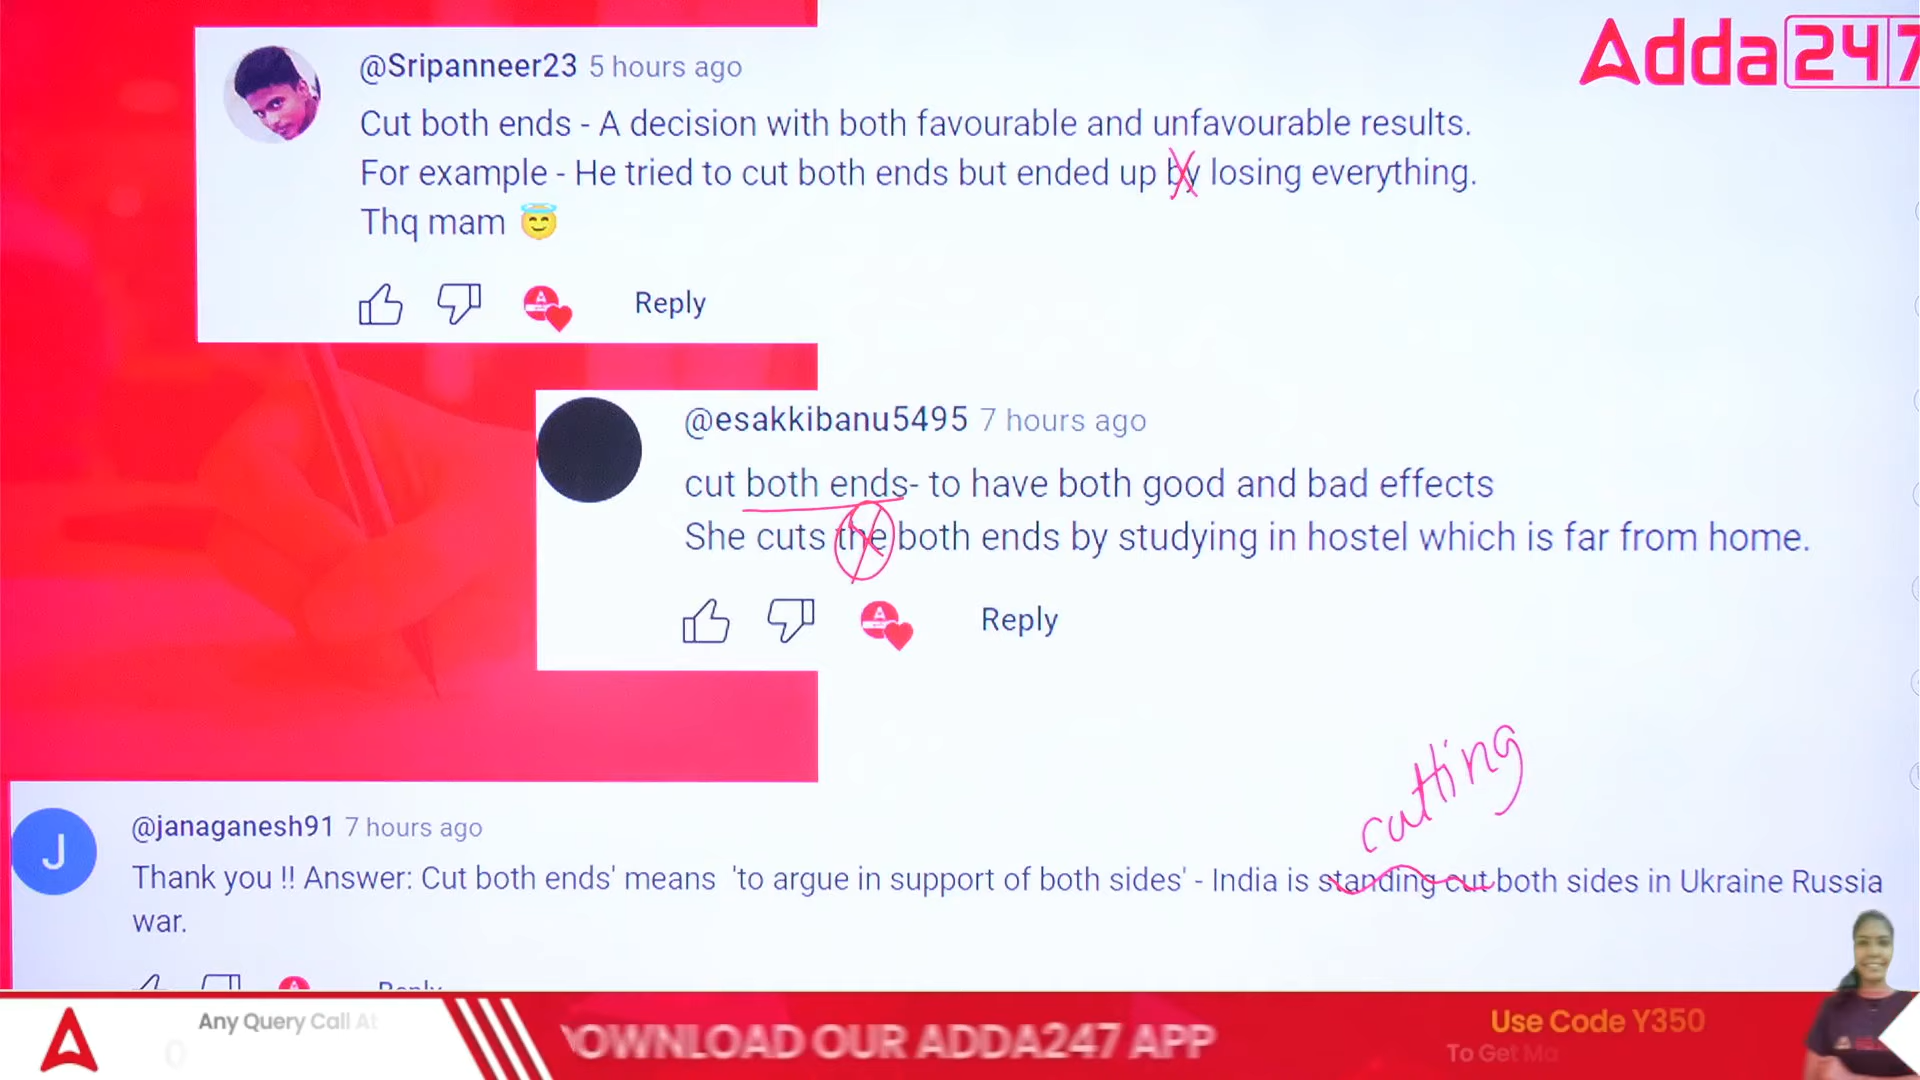 Adda247
@Sripanneer23 5 hours ago
Cut both ends - A decision with both favourable and unfavourable results.
For example - He tried to cut both ends but ended up by losing everything.
Thq mam
Reply
@esakkibanu5495 7 hours ago
cut both ends- to have both good and bad effects
She cuts the both ends by studying in hostel which is far from home.
Reply
cutting
J
@janaganesh91 7 hours ago
Thank you !! Answer: Cut both ends' means 'to argue in support of both sides' - India is standing cut both sides in Ukraine Russia
war.
Reply
Any Query Call At
DOWNLOAD OUR ADDA247 APP
Use Code Y350
To Get Ma